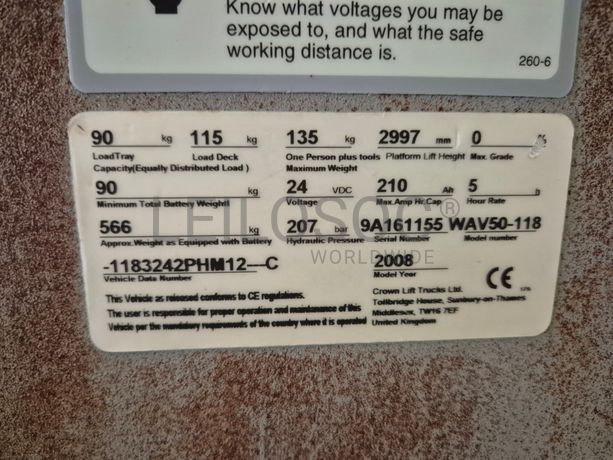 Know what voltages you may be
exposed to, and what the safe
working distance is.
260-6
90 kg 115 kg 135 kg 2997 mm 0 %
LoadTray Load Deck One Person plus tools Platform Lift Height Max. Grade
Capacity(Equally Distributed Load ) Maximum Weight
90 kg 24 VDC 210 Ah 5 h
Minimum Total Battery Weightl Voltage Max.Amp Hr.Cap Hour Rate
566 207 bar 9A161155 WAV50-118
Approx.Weight as Equipped with Battery Hydraulic Pressure Serial Number Model number
-1183242PHM12---C 2008
Vehicle Data Number Model Year
LEILOSOC®
WORLDWIDE
CE
This Vehicle as released conforms to CE regulations.
The user is responsible for proper operation and maintenance of this
Vehicle per the mandatory requirements of the country where it is operated
Crown Lift Trucks Ltd.
Tollbridge House, Sunbury-on-Thames
Middlesex, TW16 7EF
United Kingdom